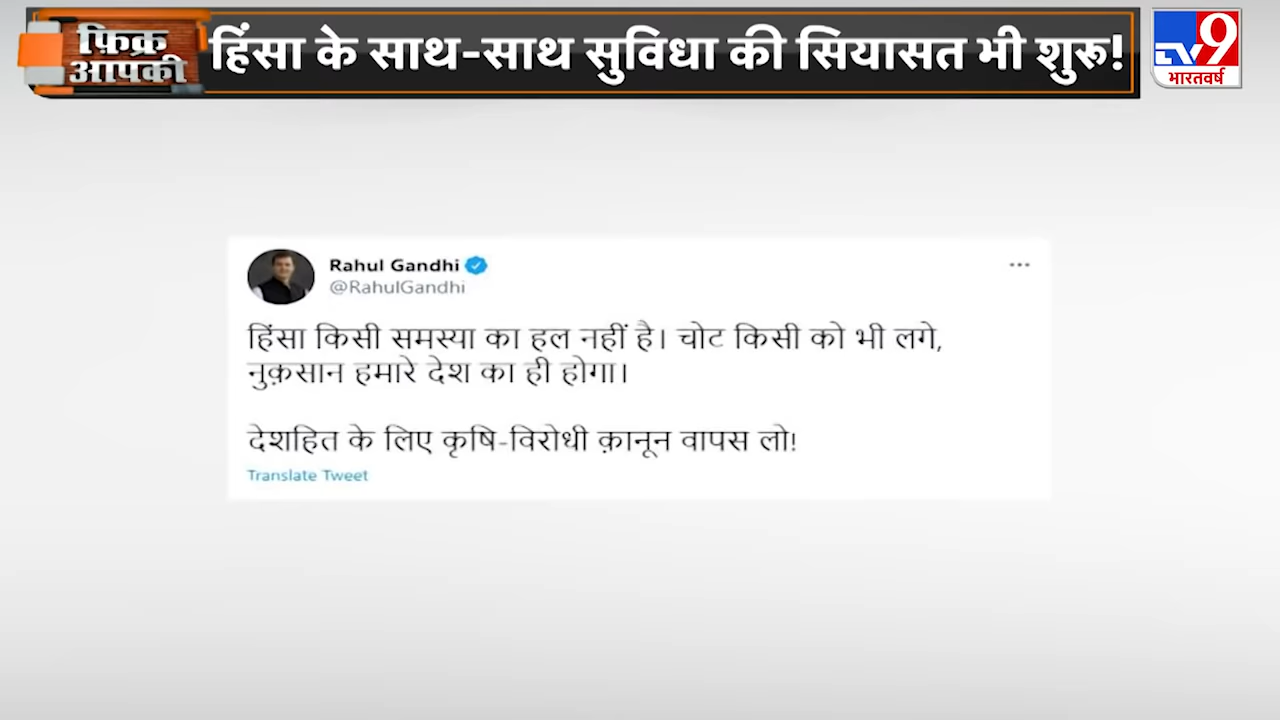 फ़िक्र
आपकी
हिंसा के साथ-साथ सुविधा की सियासत भी शुरू!
TV9
भारतवर्ष
Rahul Gandhi
@RahulGandhi
हिंसा किसी समस्या का हल नहीं है। चोट किसी को भी लगे,
नुक़सान हमारे देश का ही होगा।
देशहित के लिए कृषि-विरोधी क़ानून वापस लो!
Translate Tweet